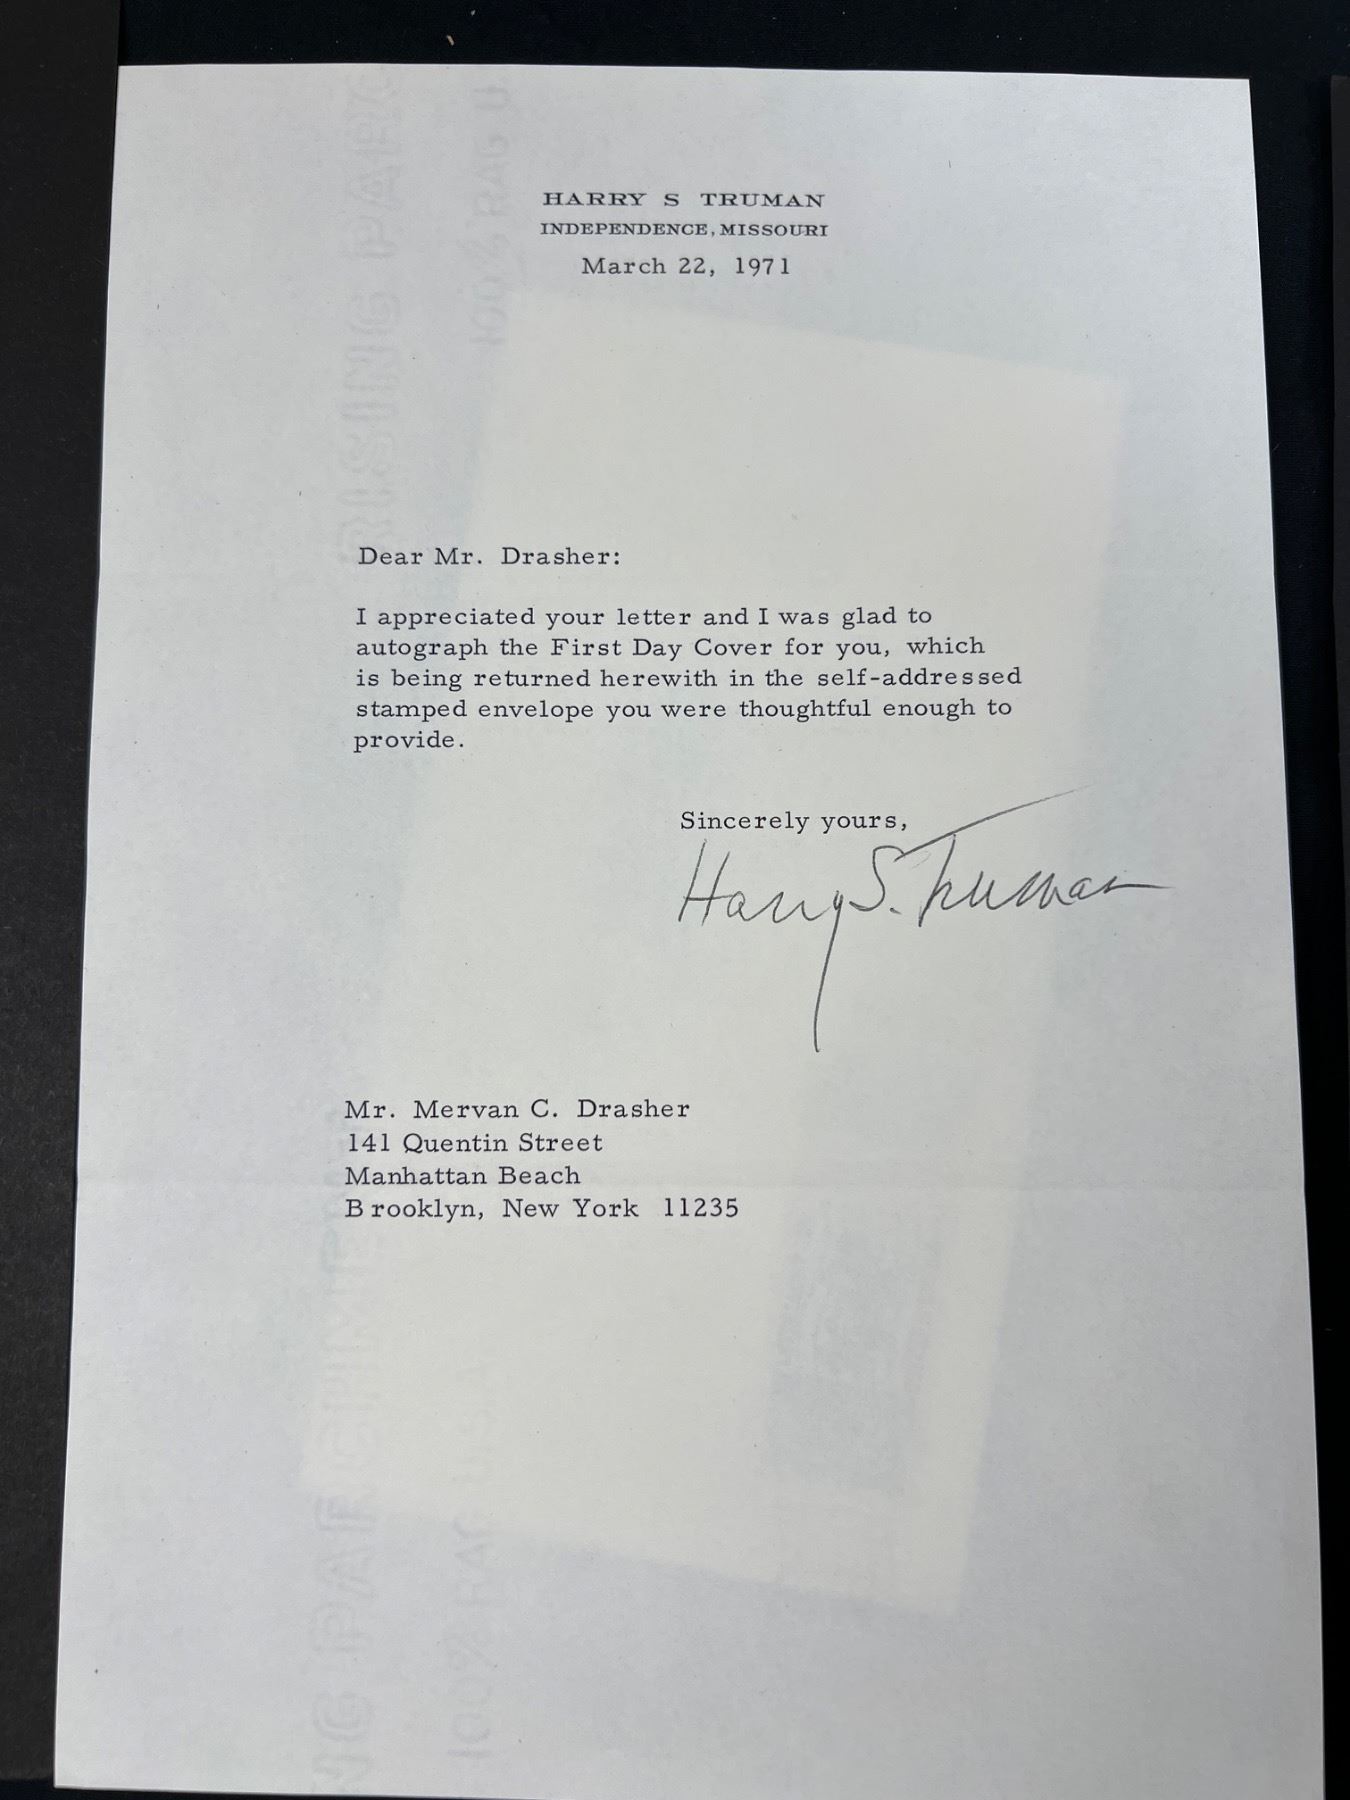 HARRY S TRUMAN
INDEPENDENCE, MISSOURI
March 22, 1971
Dear Mr. Drasher:
I appreciated your letter and I was glad to
autograph the First Day Cover for you, which
is being returned herewith in the self-addressed
stamped envelope you were thoughtful enough to
provide.
Sincerely yours,
Harry S. Truman
Mr. Mervan C. Drasher
141 Quentin Street
Manhattan Beach
Brooklyn, New York 11235